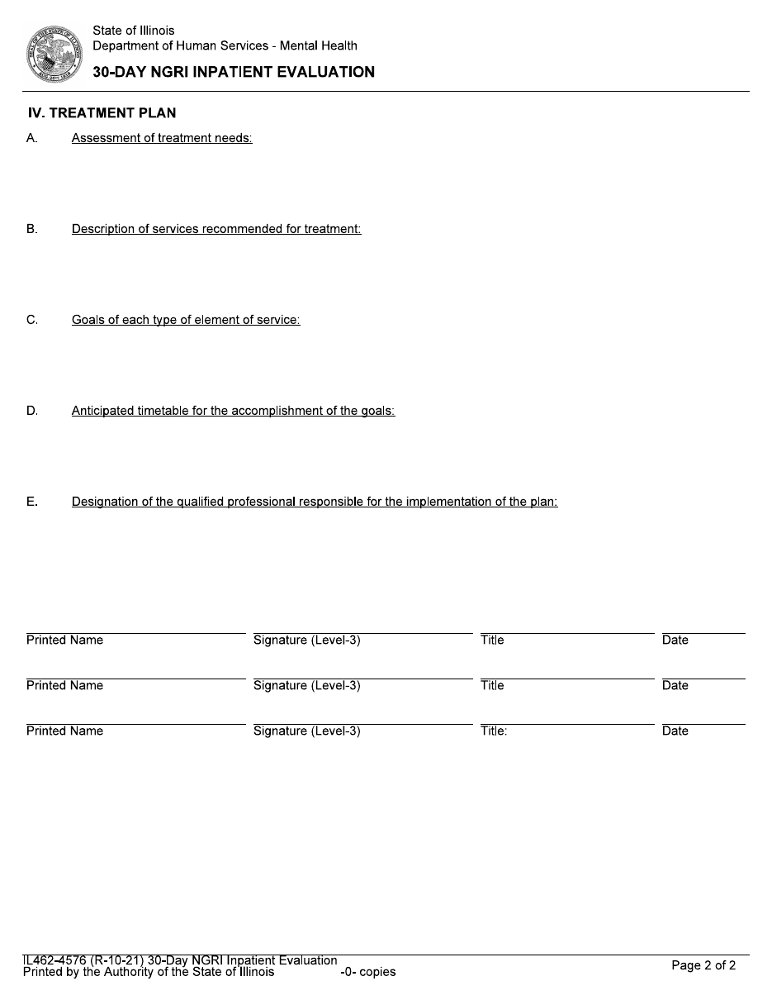 State of Illinois
Department of Human Services - Mental Health
30-DAY NGRI INPATIENT EVALUATION
IV. TREATMENT PLAN
A. Assessment of treatment needs:
B. Description of services recommended for treatment:
C. Goals of each type of element of service:
D. Anticipated timetable for the accomplishment of the goals:
E. Designation of the qualified professional responsible for the implementation of the plan:
Printed Name Signature (Level-3) Title Date
Printed Name Signature (Level-3) Title Date
Printed Name Signature (Level-3) Title: Date
IL462-4576 (R-10-21) 30-Day NGRI Inpatient Evaluation
Printed by the Authority of the State of Illinois -0- copies
Page 2 of 2